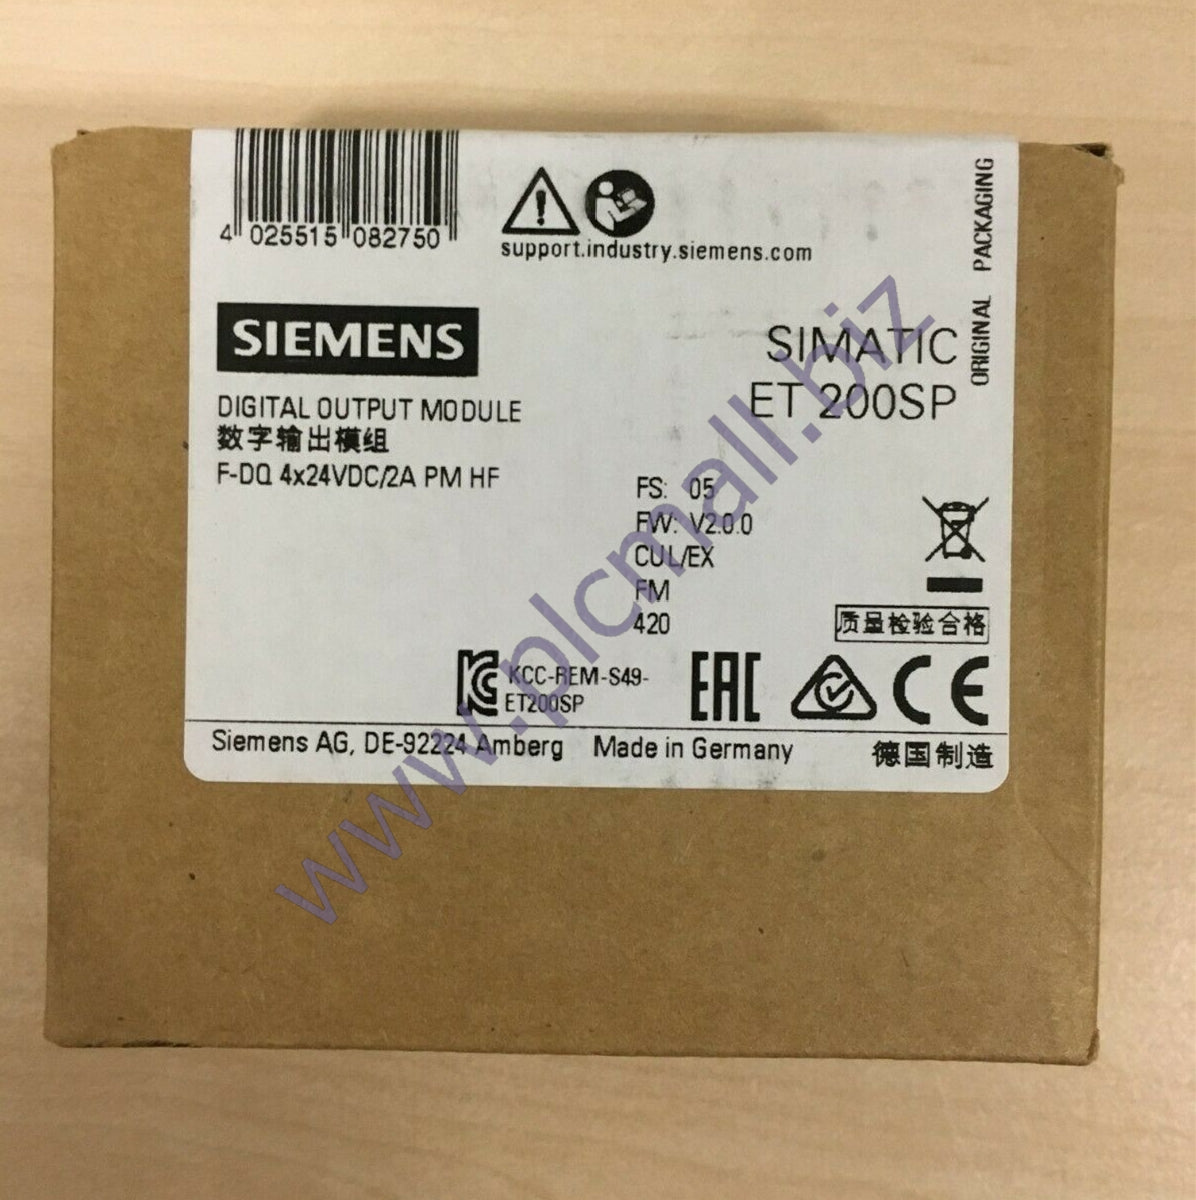 4 025515 082750
support.industry.siemens.com
ORIGINAL PACKAGING
SIEMENS
SIMATIC
ET 200SP
DIGITAL OUTPUT MODULE
数字输出模组
F-DQ 4x24VDC/2A PM HF
FS: 05
FW: V2.0.0
CUL/EX
FM
420
质量检验合格
KCC-REM-S49-
ET200SP
EAC
CE
Siemens AG, DE-92224 Amberg Made in Germany 德国制造
www.plcmall.biz